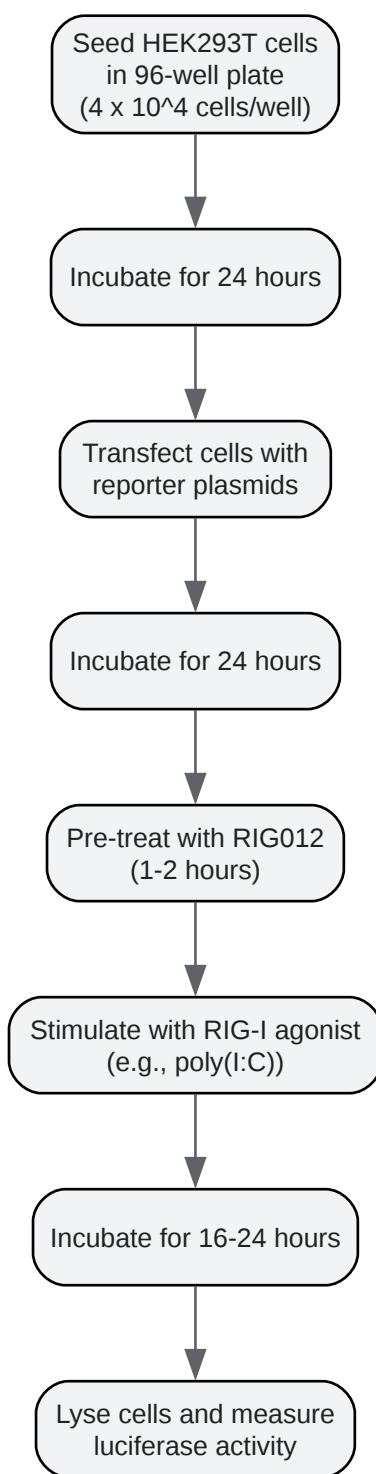 Seed HEK293T cells
in 96-well plate
(4 x 10^4 cells/well)
Incubate for 24 hours
Transfect cells with
reporter plasmids
Incubate for 24 hours
Pre-treat with RIG012
(1-2 hours)
Stimulate with RIG-I agonist
(e.g., poly(I:C))
Incubate for 16-24 hours
Lyse cells and measure
luciferase activity